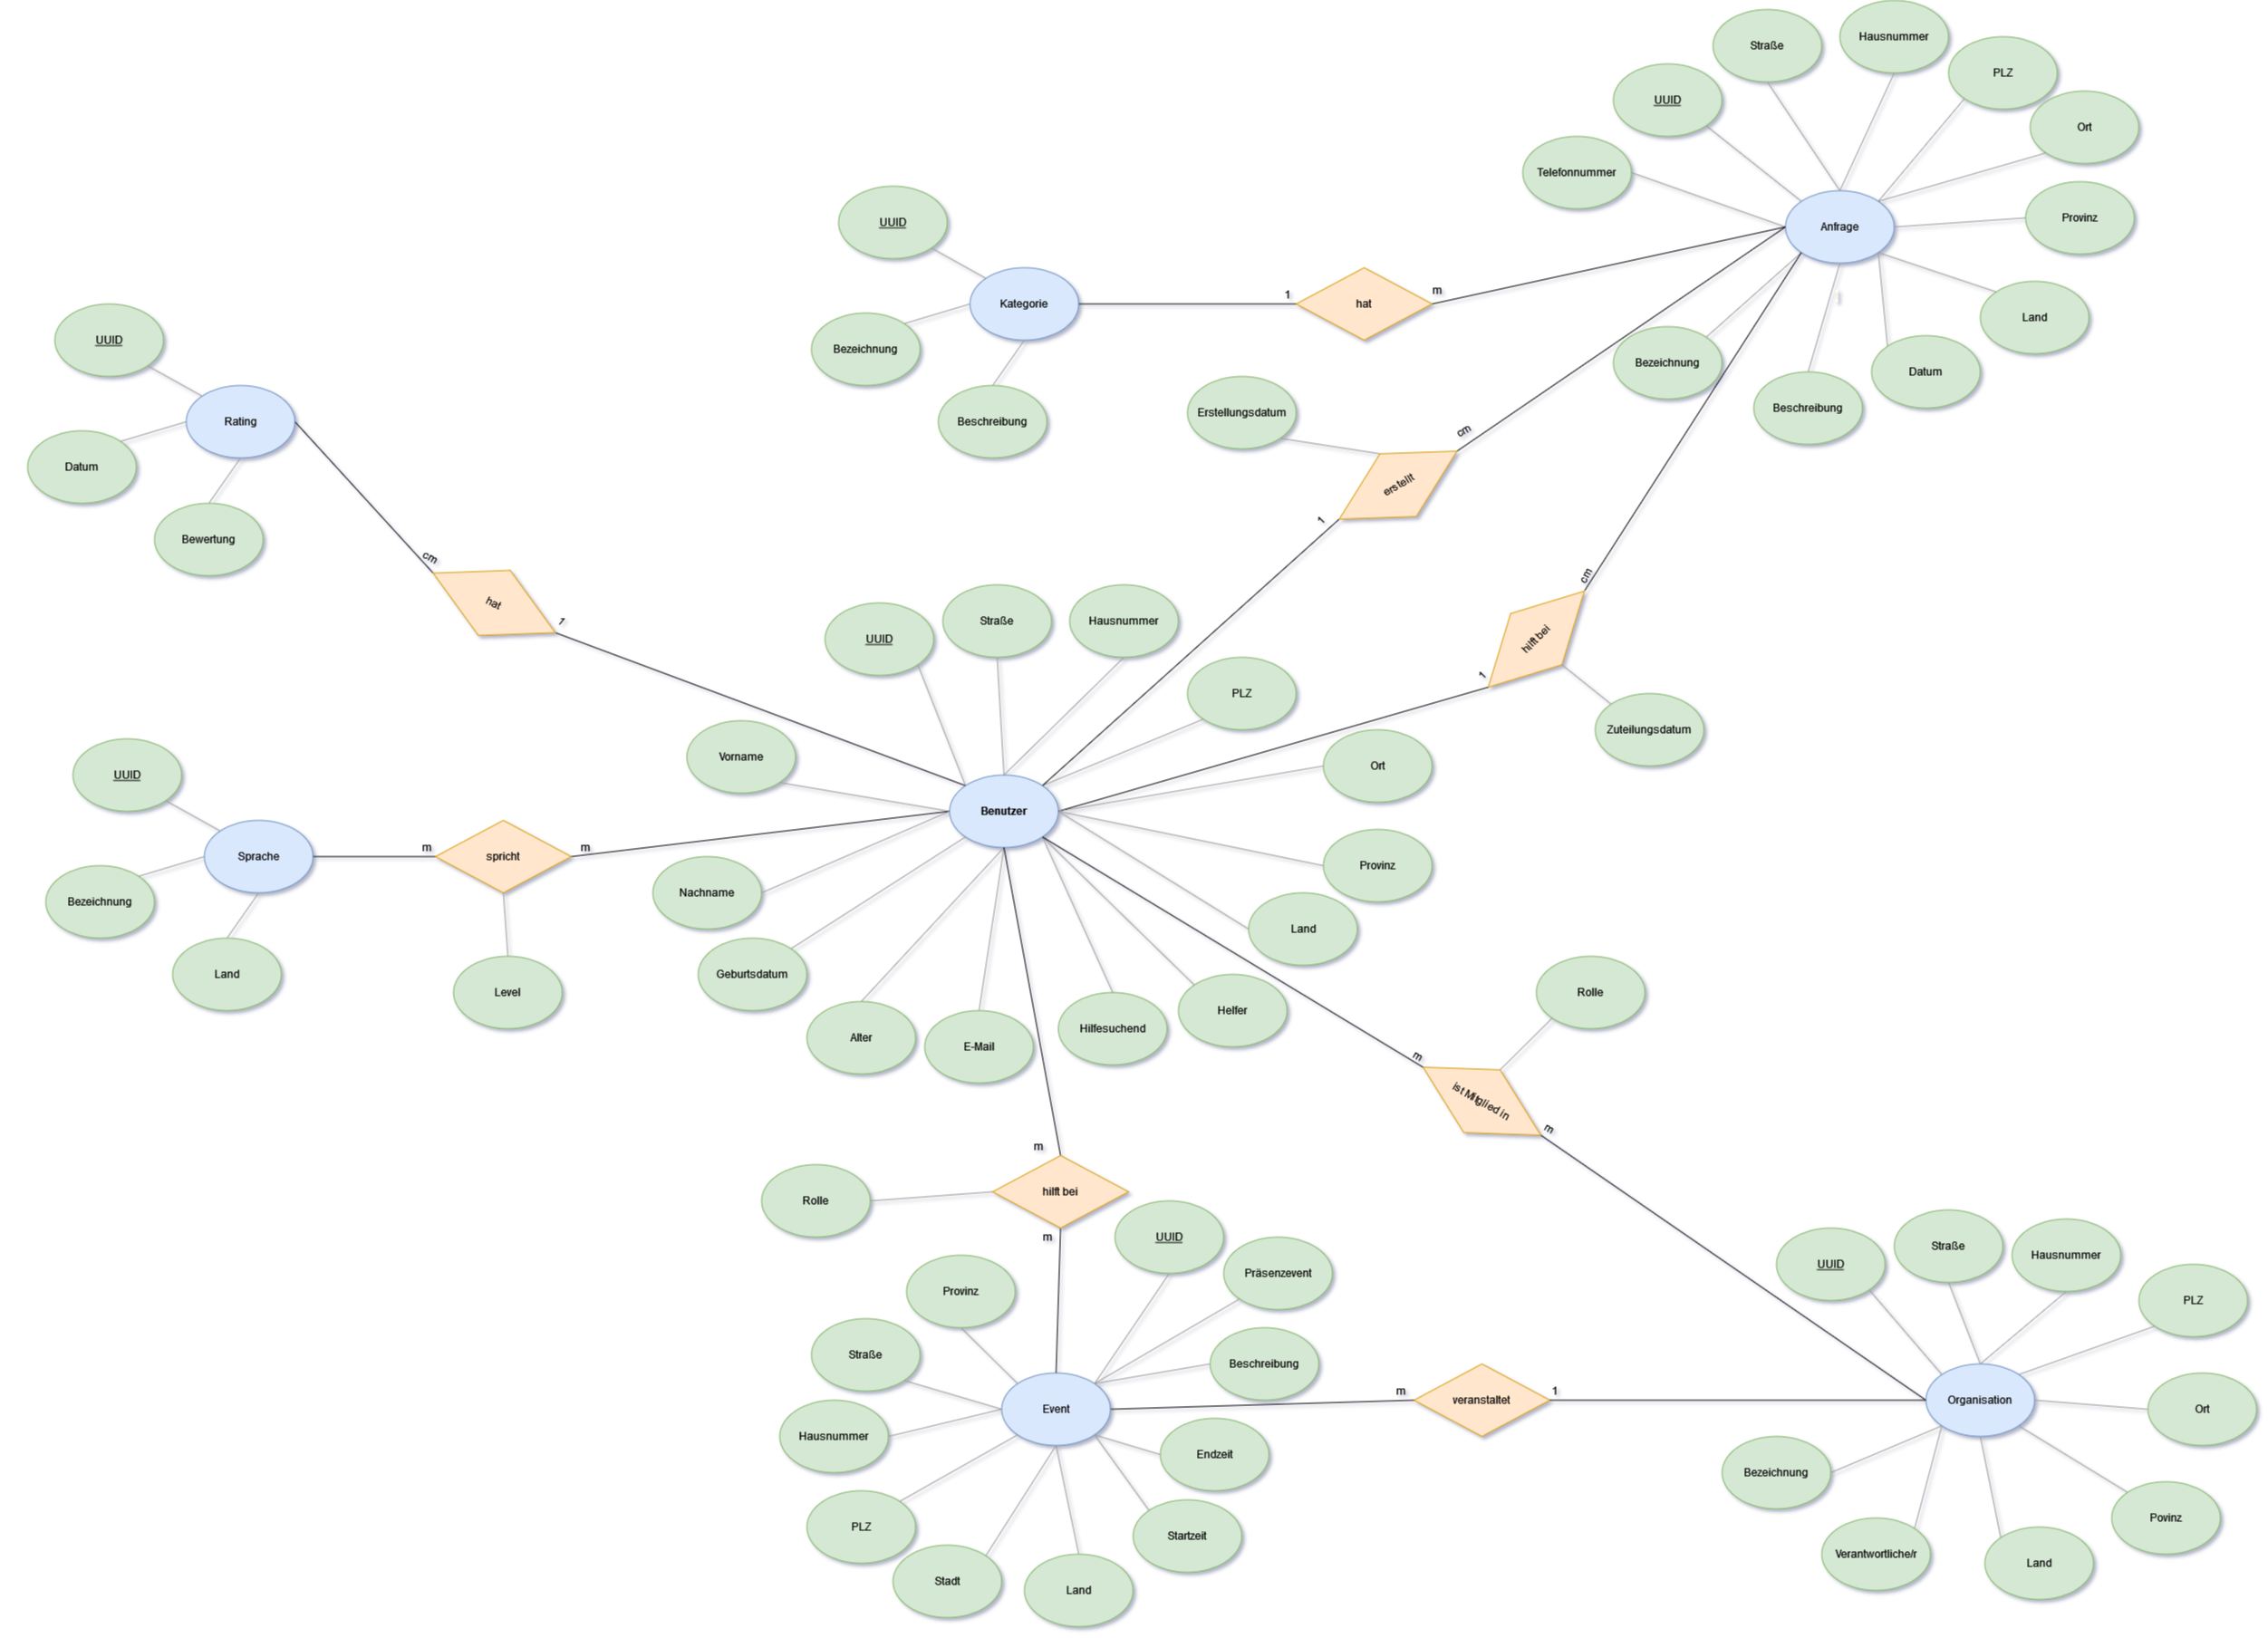 Straße
Hausnummer
PLZ
UUID
Ort
Telefonnummer
Provinz
Anfrage
Land
Bezeichnung
Beschreibung
Datum
UUID
Kategorie
Bezeichnung
Beschreibung
1
hat
m
Erstellungsdatum
cm
erstellt
1
cm
hilft bei
1
Zuteilungsdatum
UUID
Rating
Datum
Bewertung
cm
hat
1
UUID
Straße
Hausnummer
PLZ
Vorname
Ort
Benutzer
Provinz
Nachname
Land
Geburtsdatum
Alter
E-Mail
Hilfesuchend
Helfer
UUID
Sprache
Bezeichnung
Land
m
spricht
m
Level
Rolle
m
ist Mitglied in
m
m
Rolle
hilft bei
m
UUID
Präsenzevent
Provinz
Straße
Beschreibung
Event
Hausnummer
Endzeit
PLZ
Startzeit
Stadt
Land
m
veranstaltet
1
UUID
Straße
Hausnummer
PLZ
Organisation
Ort
Bezeichnung
Povinz
Verantwortliche/r
Land